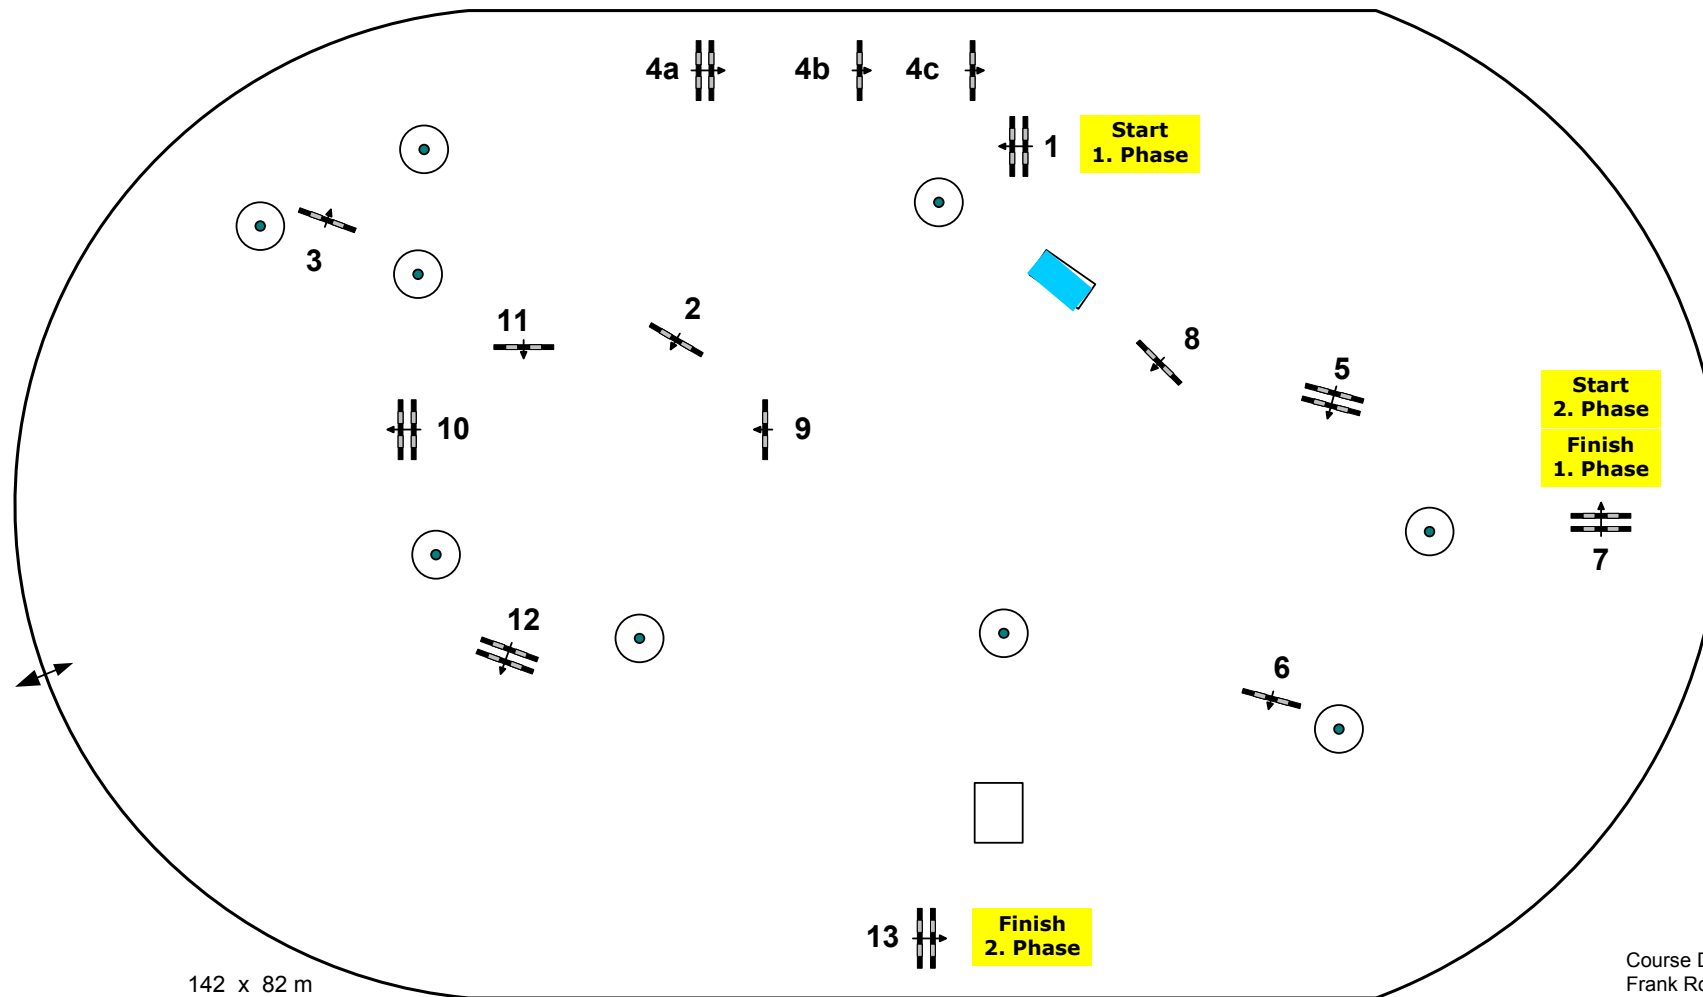 4a
4b
4c
1
Start
1. Phase
3
11
2
8
5
Start
2. Phase
Finish
1. Phase
10
9
7
12
6
13
Finish
2. Phase
142 x 82 m
Course
Frank